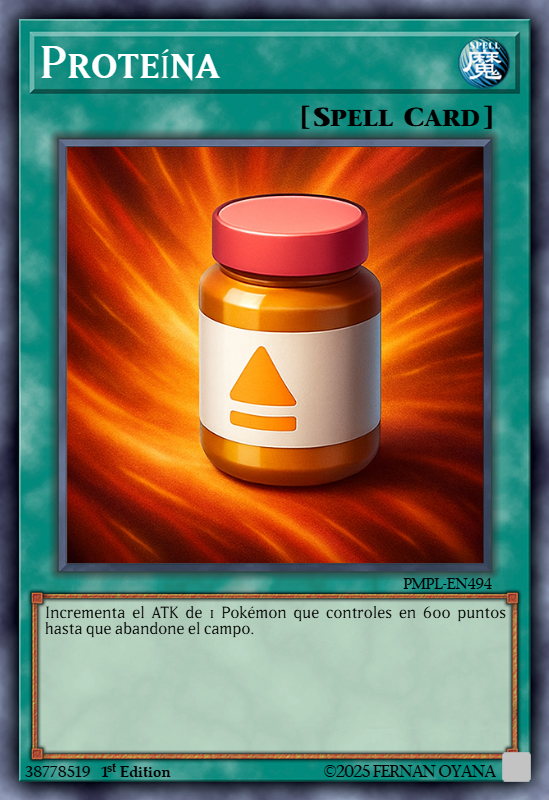 Proteína
SPELL
魔
[Spell Card]
PMPL-EN494
Incrementa el ATK de 1 Pokémon que controles en 600 puntos
hasta que abandone el campo.
38778519 1st Edition ©2025 FERNAN OYANA